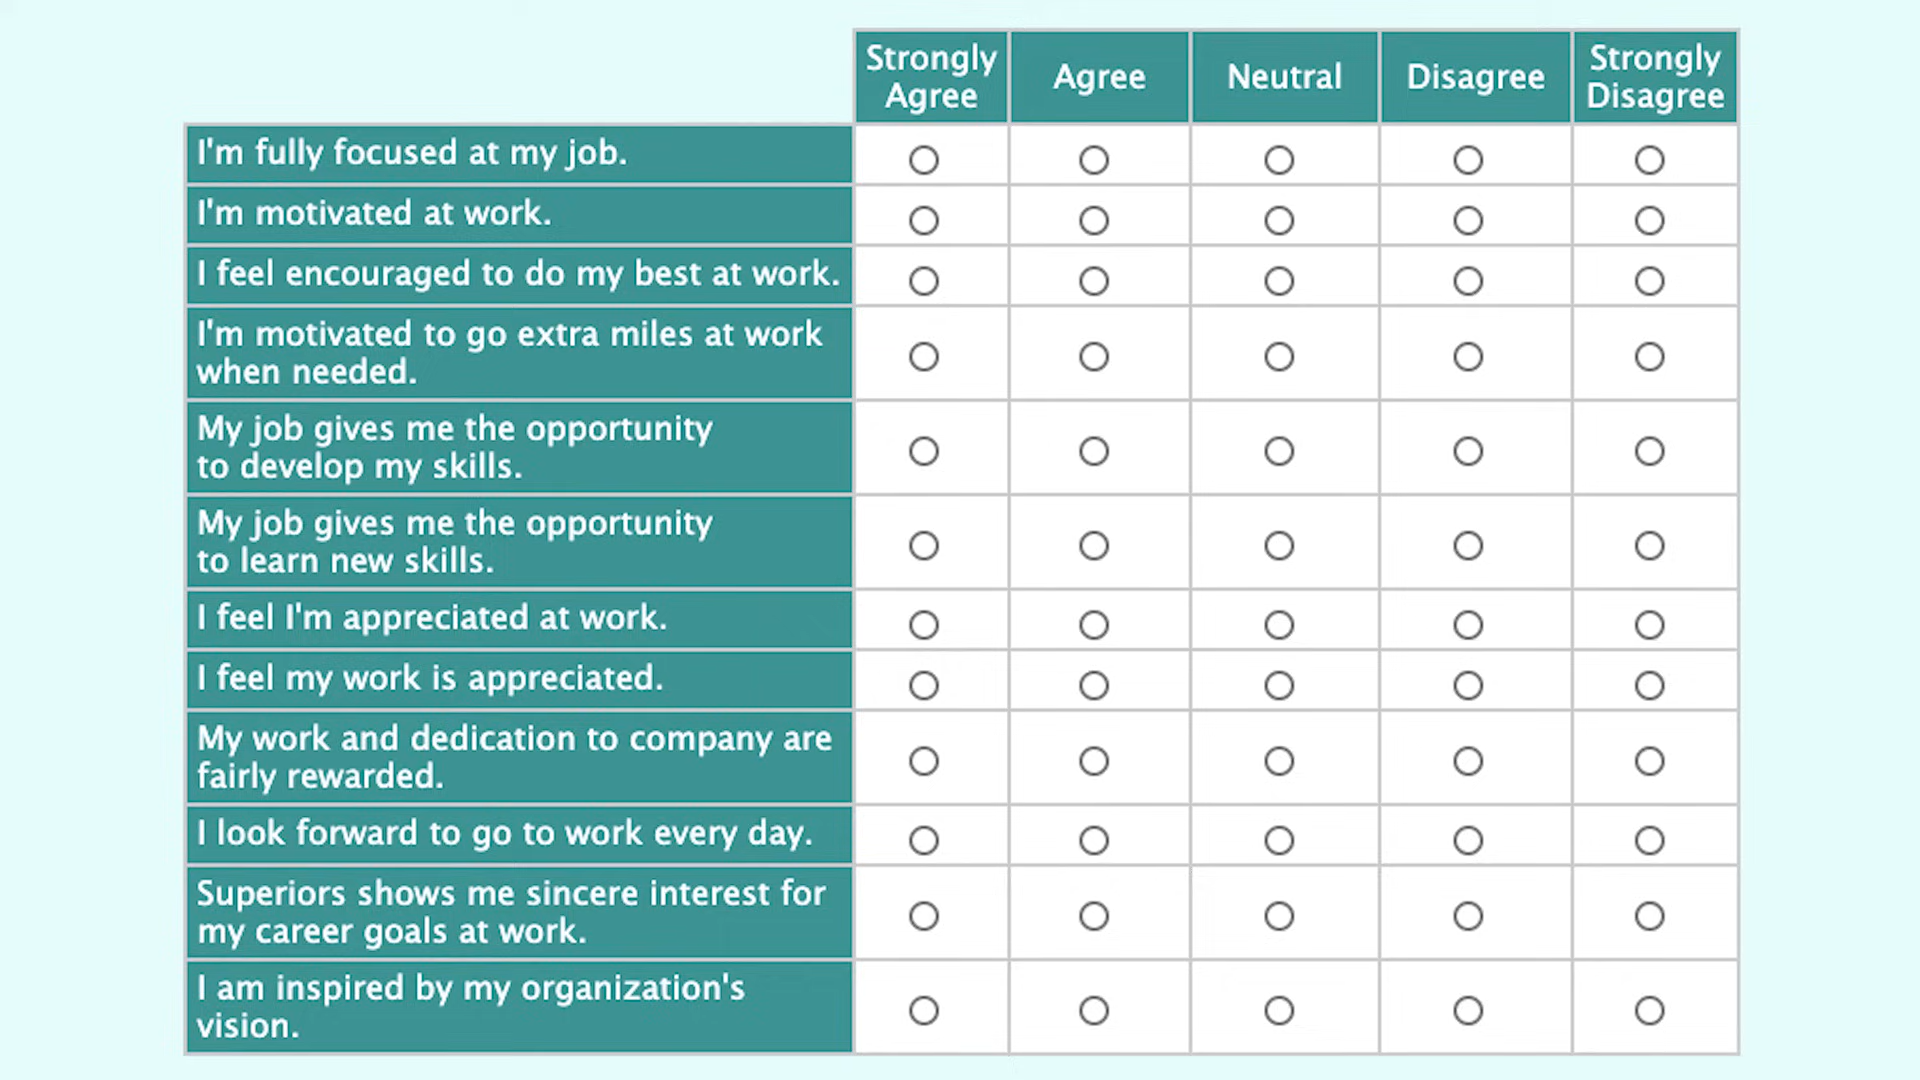 Strongly Agree
Agree
Neutral
Disagree
Strongly Disagree
I'm fully focused at my job.
I'm motivated at work.
I feel encouraged to do my best at work.
I'm motivated to go extra miles at work
when needed.
My job gives me the opportunity
to develop my skills.
My job gives me the opportunity
to learn new skills.
I feel I'm appreciated at work.
I feel my work is appreciated.
My work and dedication to company are
fairly rewarded.
I look forward to go to work every day.
Superiors shows me sincere interest for
my career goals at work.
I am inspired by my organization's
vision.